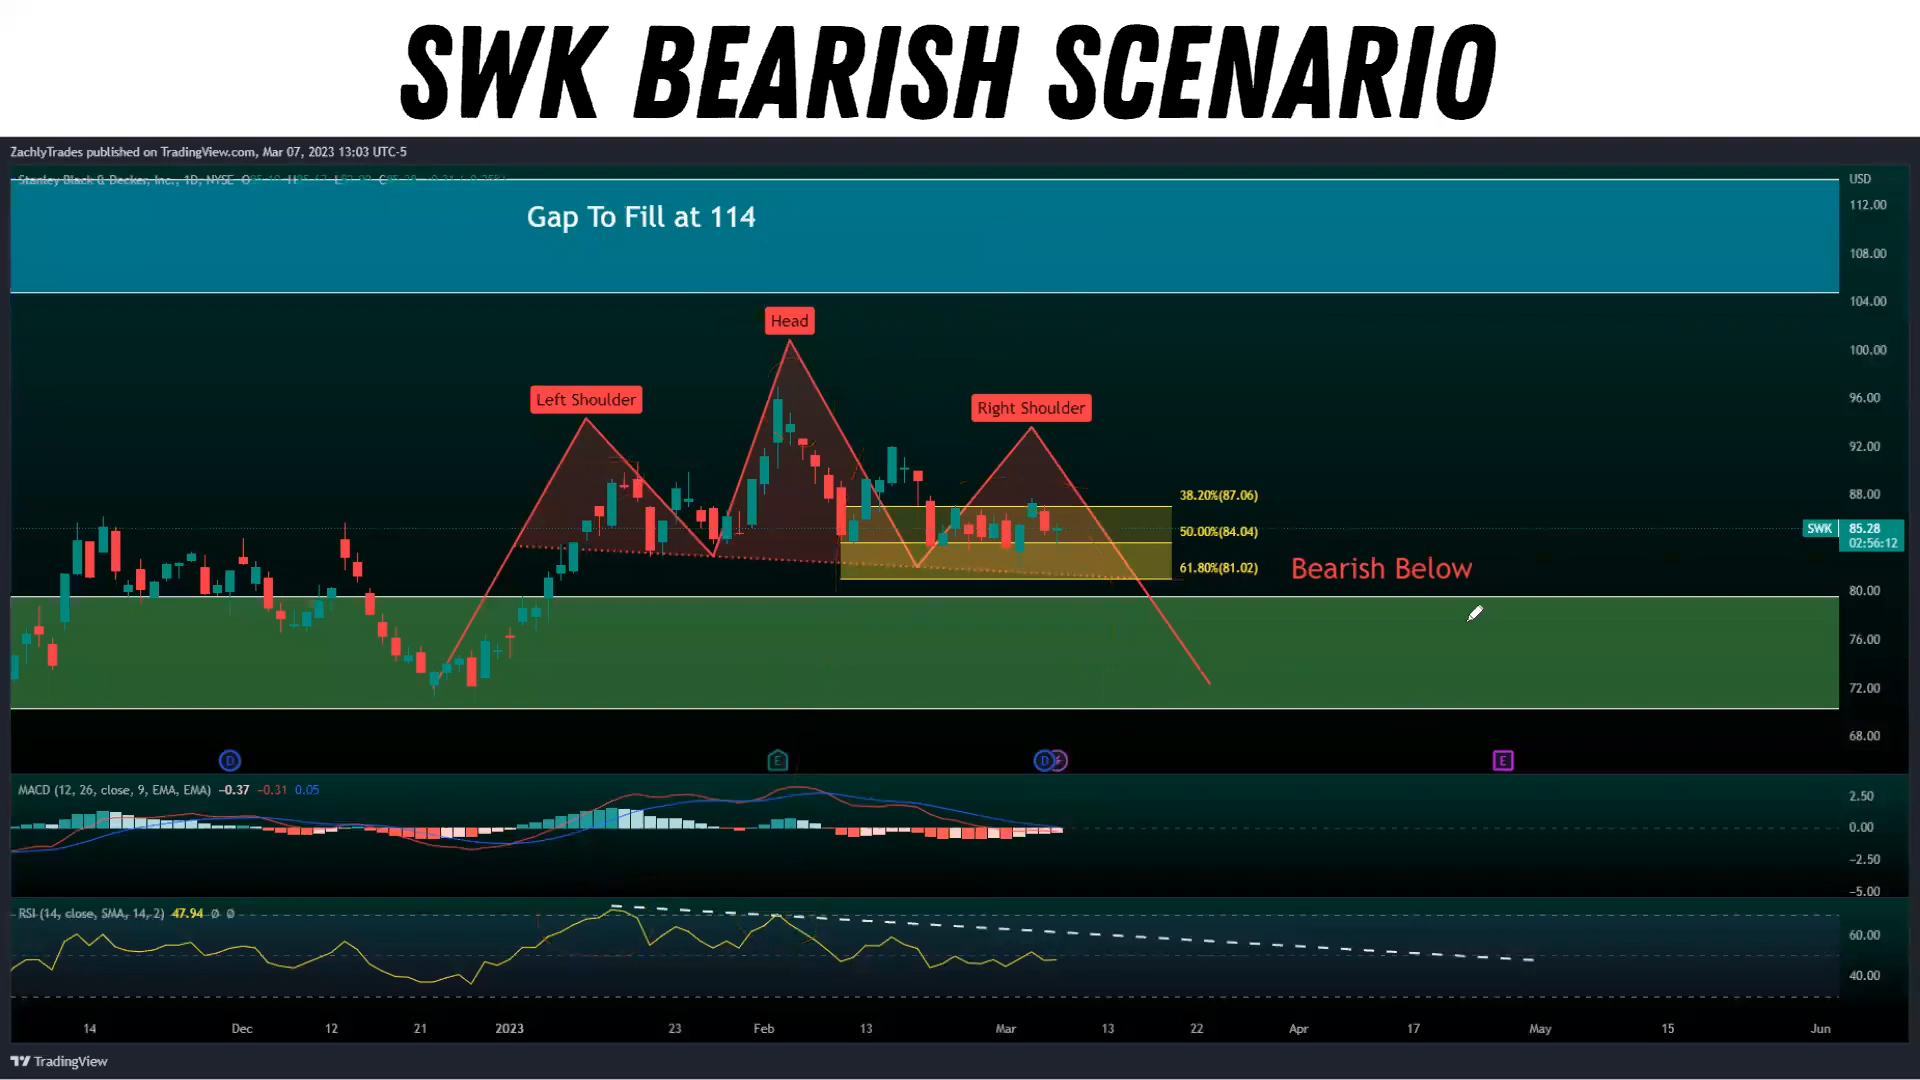 SWK BEARISH SCENARIO
ZachlyTrades published on TradingView.com, Mar 07, 2023 13:03 UTC-5
Stanley Black & Decker, Inc., 1D, NYSE
USD
Gap To Fill at 114
112.00
108.00
104.00
Head
100.00
Left Shoulder
96.00
Right Shoulder
92.00
38.20%(87.06)
88.00
50.00%(84.04)
SWK 85.28
02:56:12
61.80%(81.02)
Bearish Below
80.00
76.00
72.00
68.00
D E D E
MACD (12, 26, close, 9, EMA, EMA) −0.37 −0.31 0.05
2.50
0.00
−2.50
−5.00
RSI (14, close, SMA, 14, 2) 47.94 Ø Ø
60.00
40.00
14 Dec 12 21 2023 23 Feb 13 Mar 13 22 Apr 17 May 15 Jun
TradingView